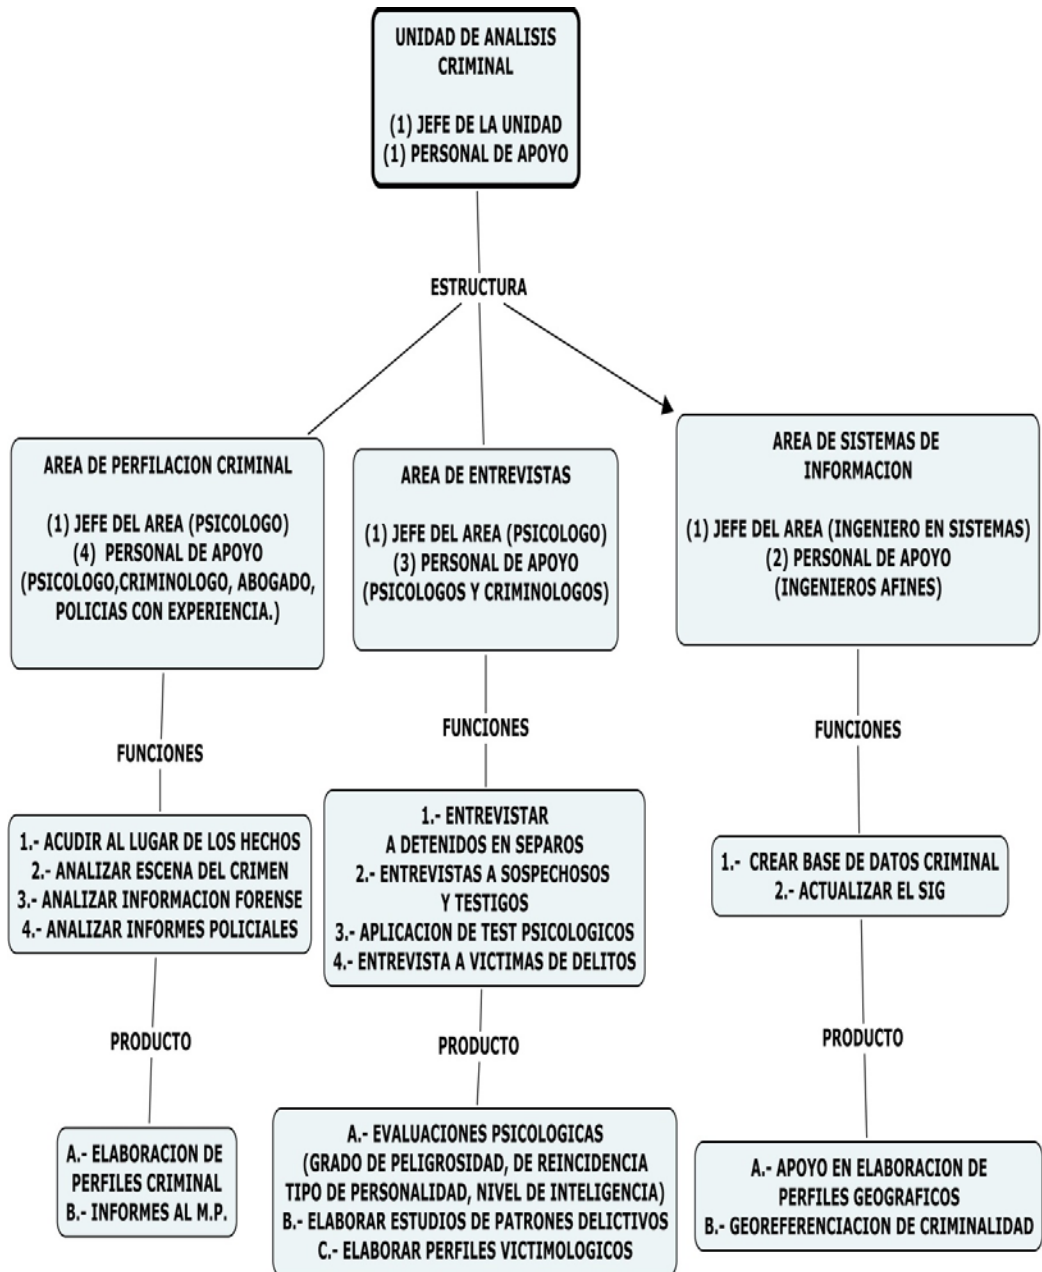 UNIDAD DE ANALISIS
CRIMINAL
(1) JEFE DE LA UNIDAD
(1) PERSONAL DE APOYO
ESTRUCTURA
AREA DE PERFILACION CRIMINAL
(1) JEFE DEL AREA (PSICOLOGO)
(4) PERSONAL DE APOYO
(PSICOLOGO,CRIMINOLOGO, ABOGADO,
POLICIAS CON EXPERIENCIA.)
FUNCIONES
1.- ACUDIR AL LUGAR DE LOS HECHOS
2.- ANALIZAR ESCENA DEL CRIMEN
3.- ANALIZAR INFORMACION FORENSE
4.- ANALIZAR INFORMES POLICIALES
PRODUCTO
A.- ELABORACION DE
PERFILES CRIMINAL
B.- INFORMES AL M.P.
AREA DE ENTREVISTAS
(1) JEFE DEL AREA (PSICOLOGO)
(3) PERSONAL DE APOYO
(PSICOLOGOS Y CRIMINOLOGOS)
FUNCIONES
1.- ENTREVISTAR
A DETENIDOS EN SEPAROS
2.- ENTREVISTAS A SOSPECHOSOS
Y TESTIGOS
3.- APLICACION DE TEST PSICOLOGICOS
4.- ENTREVISTA A VICTIMAS DE DELITOS
PRODUCTO
A.- EVALUACIONES PSICOLOGICAS
(GRADO DE PELIGROSIDAD, DE REINCIDENCIA
TIPO DE PERSONALIDAD, NIVEL DE INTELIGENCIA)
B.- ELABORAR ESTUDIOS DE PATRONES DELICTIVOS
C.- ELABORAR PERFILES VICTIMOLOGICOS
AREA DE SISTEMAS DE
INFORMACION
(1) JEFE DEL AREA (INGENIERO EN SISTEMAS)
(2) PERSONAL DE APOYO
(INGENIEROS AFINES)
FUNCIONES
1.- CREAR BASE DE DATOS CRIMINAL
2.- ACTUALIZAR EL SIG
PRODUCTO
A.- APOYO EN ELABORACION DE
PERFILES GEOGRAFICOS
B.- GEOREFERENCIACION DE CRIMINALIDAD